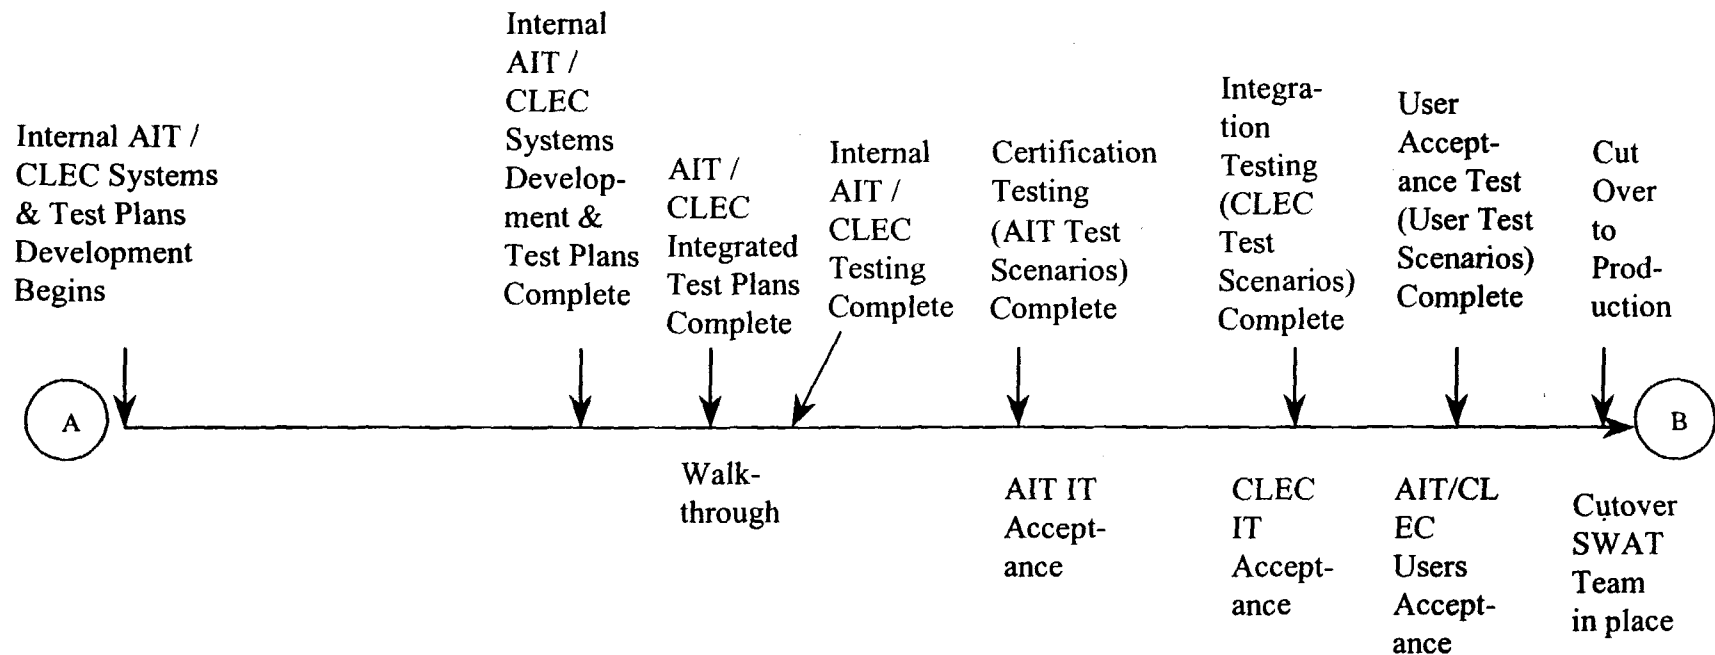 Internal AIT /
CLEC Systems
& Test Plans
Development
Begins
Internal
AIT /
CLEC
Systems
Develop-
ment &
Test Plans
Complete
AIT /
CLEC
Integrated
Test Plans
Complete
Internal
AIT /
CLEC
Testing
Complete
Certification
Testing
(AIT Test
Scenarios)
Complete
Integra-
tion
Testing
(CLEC
Test
Scenarios)
Complete
User
Accept-
ance Test
(User Test
Scenarios)
Complete
Cut
Over
to
Prod-
uction
A
B
Walk-
through
AIT IT
Accept-
ance
CLEC
IT
Accept-
ance
AIT/CL
EC
Users
Accept-
ance
Cutover
SWAT
Team
in place